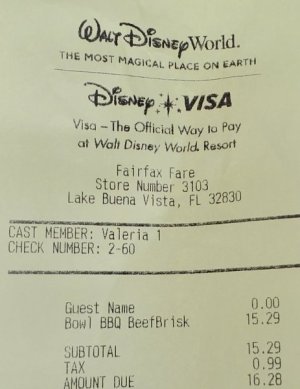 WALT DISNEY World.
THE MOST MAGICAL PLACE ON EARTH
DISNEY VISA
Visa – The Official Way to Pay
at Walt Disney World. Resort
Fairfax Fare
Store Number 3103
Lake Buena Vista, FL 32830
CAST MEMBER: Valeria 1
CHECK NUMBER: 2-60
Guest Name 0.00
Bowl BBQ BeefBrisk 15.29
SUBTOTAL 15.29
TAX 0.99
AMOUNT DUE 16.28